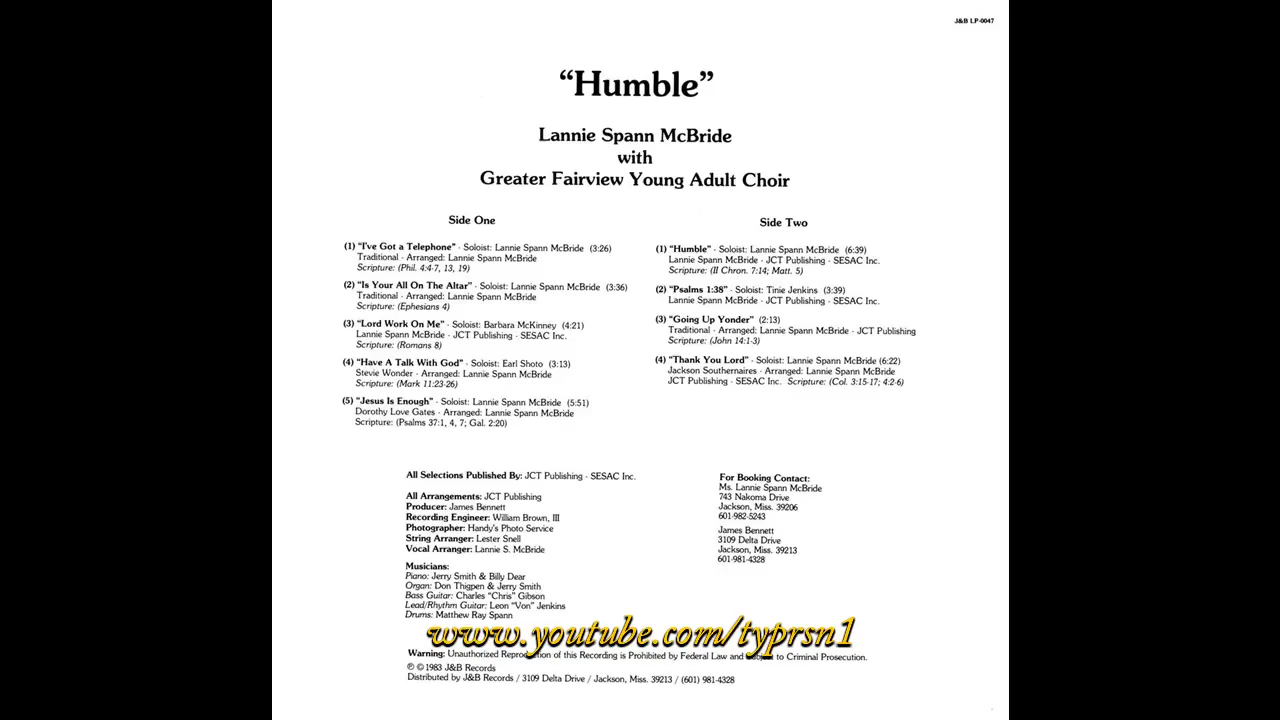 J&B LP-0047
“Humble”
Lannie Spann McBride
with
Greater Fairview Young Adult Choir
Side One
(1) “I've Got a Telephone” - Soloist: Lannie Spann McBride (3:26)
Traditional - Arranged: Lannie Spann McBride
Scripture: (Phil. 4:4-7, 13, 19)
(2) “Is Your All On The Altar” - Soloist: Lannie Spann McBride (3:36)
Traditional - Arranged: Lannie Spann McBride
Scripture: (Ephesians 4)
(3) “Lord Work On Me” - Soloist: Barbara McKinney (4:21)
Lannie Spann McBride - JCT Publishing - SESAC Inc.
Scripture: (Romans 8)
(4) “Have A Talk With God” - Soloist: Earl Shoto (3:13)
Stevie Wonder - Arranged: Lannie Spann McBride
Scripture: (Mark 11:23-26)
(5) “Jesus Is Enough” - Soloist: Lannie Spann McBride (5:51)
Dorothy Love Gates - Arranged: Lannie Spann McBride
Scripture: (Psalms 37:1, 4, 7; Gal. 2:20)
Side Two
(1) “Humble” - Soloist: Lannie Spann McBride (6:39)
Lannie Spann McBride - JCT Publishing - SESAC Inc.
Scripture: (II Chron. 7:14; Matt. 5)
(2) “Psalms 1:38” - Soloist: Tinie Jenkins (3:39)
Lannie Spann McBride - JCT Publishing - SESAC Inc.
(3) “Going Up Yonder” (2:13)
Traditional - Arranged: Lannie Spann McBride - JCT Publishing
Scripture: (John 14:1-3)
(4) “Thank You Lord” - Soloist: Lannie Spann McBride (6:22)
Jackson Southernaires - Arranged: Lannie Spann McBride
JCT Publishing - SESAC Inc. Scripture: (Col. 3:15-17; 4:2-6)
All Selections Published By: JCT Publishing - SESAC Inc.
All Arrangements: JCT Publishing
Producer: James Bennett
Recording Engineer: William Brown, III
Photographer: Handy's Photo Service
String Arranger: Lester Snell
Vocal Arranger: Lannie S. McBride
Musicians:
Piano: Jerry Smith & Billy Dear
Organ: Don Thigpen & Jerry Smith
Bass Guitar: Charles “Chris” Gibson
Lead/Rhythm Guitar: Leon “Von” Jenkins
Drums: Matthew Ray Spann
For Booking Contact:
Ms. Lannie Spann McBride
743 Nakoma Drive
Jackson, Miss. 39206
601-982-5243
James Bennett
3109 Delta Drive
Jackson, Miss. 39213
601-981-4328
www.youtube.com/typrsn1
Warning: Unauthorized Reproduction of this Recording is Prohibited by Federal Law and Subject to Criminal Prosecution.
℗ © 1983 J&B Records
Distributed by J&B Records / 3109 Delta Drive / Jackson, Miss. 39213 / (601) 981-4328